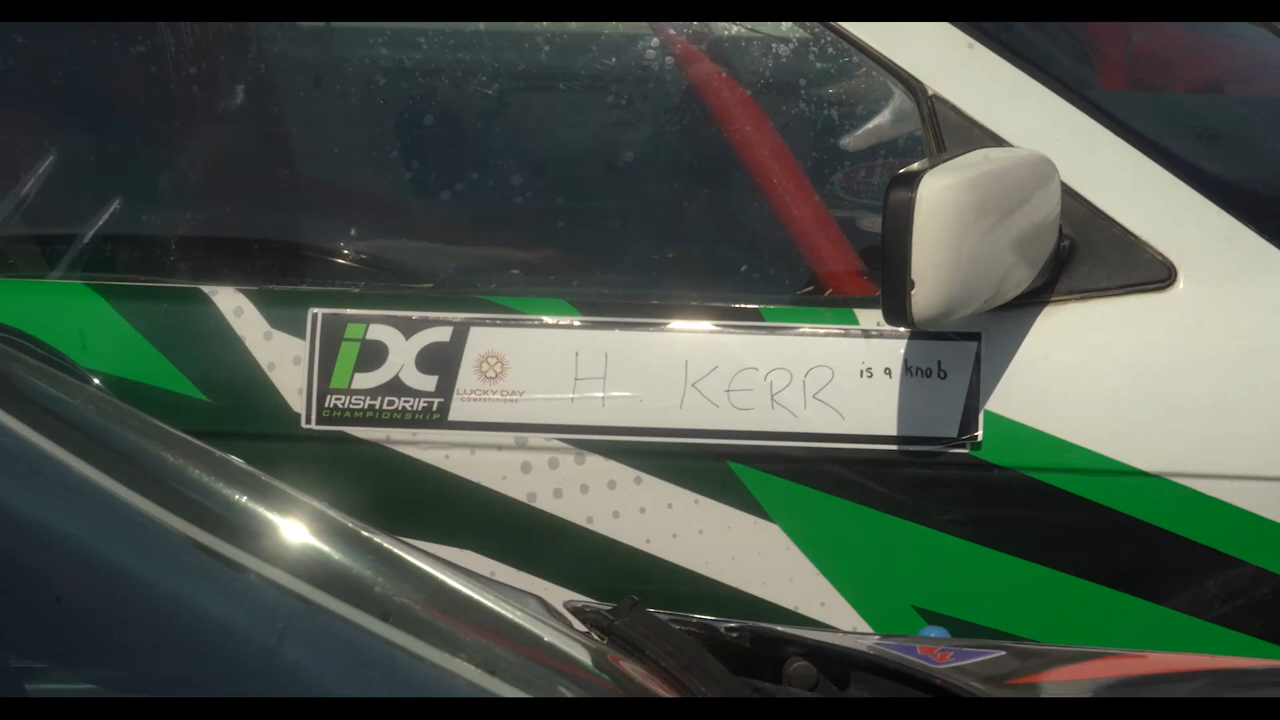 iDC
IRISH DRIFT
CHAMPIONSHIP
LUCKY DAY
COMPETITIONS
H. KERR is a knob